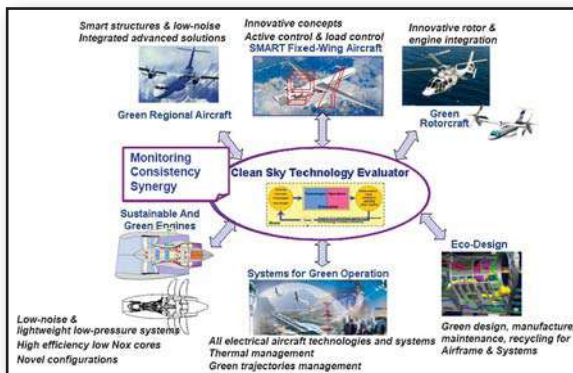 Smart structures & low-noise
Integrated advanced solutions
Innovative concepts
Active control & load control
SMART Fixed-Wing Aircraft
Innovative rotor &
engine integration
Green Regional Aircraft
Green
Rotorcraft
Monitoring
Consistency
Synergy
Clean Sky Technology Evaluator
Sustainable And
Green Engines
Systems for Green Operation
Eco-Design
Low-noise &
lightweight low-pressure systems
High efficiency low Nox cores
Novel configurations
All electrical aircraft technologies and systems
Thermal management
Green trajectories management
Green design, manufacture,
maintenance, recycling for
Airframe & Systems